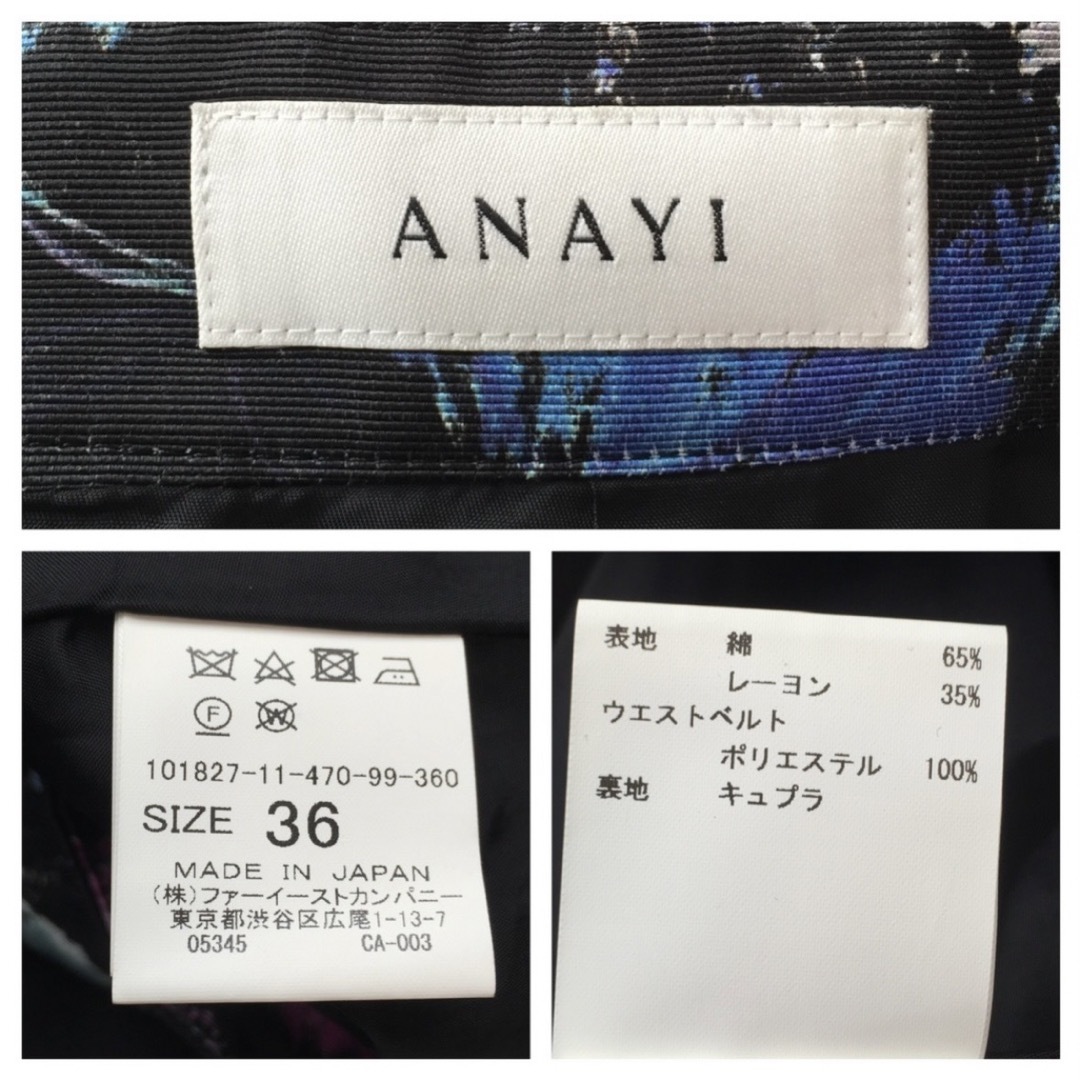 ANAYI
F W
101827-11-470-99-360
SIZE 36
MADE IN JAPAN
(株)ファーイーストカンパニー
東京都渋谷区広尾1-13-7
05345 CA-003
表地 綿 65%
レーヨン 35%
ウエストベルト
ポリエステル 100%
裏地 キュプラ